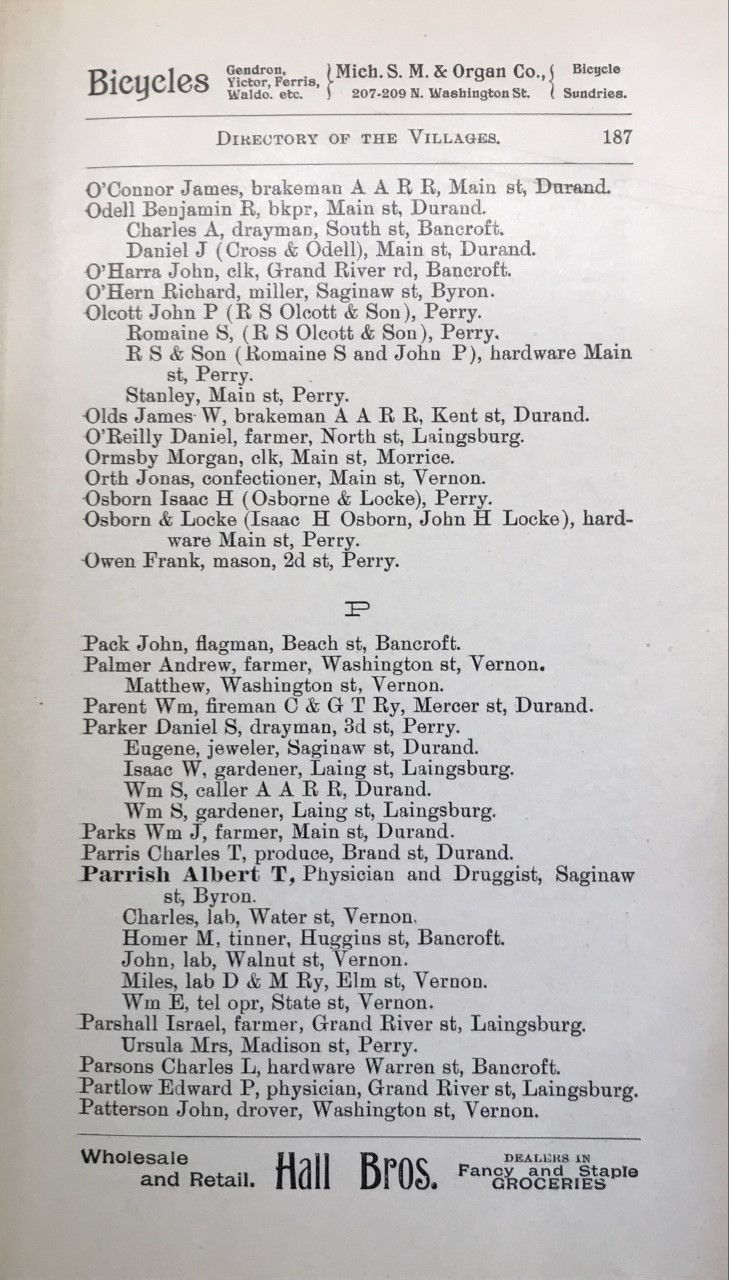 Bicycles Gendron, Victor, Ferris, Waldo. etc. } Mich. S. M. & Organ Co., 207-209 N. Washington St. { Bicycle Sundries.
DIRECTORY OF THE VILLAGES. 187
O'Connor James, brakeman A A R R, Main st, Durand.
Odell Benjamin R, bkpr, Main st, Durand.
Charles A, drayman, South st, Bancroft.
Daniel J (Cross & Odell), Main st, Durand.
O'Harra John, clk, Grand River rd, Bancroft.
O'Hern Richard, miller, Saginaw st, Byron.
Olcott John P (R S Olcott & Son), Perry.
Romaine S, (R S Olcott & Son), Perry.
R S & Son (Romaine S and John P), hardware Main
st, Perry.
Stanley, Main st, Perry.
Olds James W, brakeman A A R R, Kent st, Durand.
O'Reilly Daniel, farmer, North st, Laingsburg.
Ormsby Morgan, clk, Main st, Morrice.
Orth Jonas, confectioner, Main st, Vernon.
Osborn Isaac H (Osborne & Locke), Perry.
Osborn & Locke (Isaac H Osborn, John H Locke), hard-
ware Main st, Perry.
Owen Frank, mason, 2d st, Perry.
P
Pack John, flagman, Beach st, Bancroft.
Palmer Andrew, farmer, Washington st, Vernon.
Matthew, Washington st, Vernon.
Parent Wm, fireman C & G T Ry, Mercer st, Durand.
Parker Daniel S, drayman, 3d st, Perry.
Eugene, jeweler, Saginaw st, Durand.
Isaac W, gardener, Laing st, Laingsburg.
Wm S, caller A A R R, Durand.
Wm S, gardener, Laing st, Laingsburg.
Parks Wm J, farmer, Main st, Durand.
Parris Charles T, produce, Brand st, Durand.
Parrish Albert T, Physician and Druggist, Saginaw
st, Byron.
Charles, lab, Water st, Vernon.
Homer M, tinner, Huggins st, Bancroft.
John, lab, Walnut st, Vernon.
Miles, lab D & M Ry, Elm st, Vernon.
Wm E, tel opr, State st, Vernon.
Parshall Israel, farmer, Grand River st, Laingsburg.
Ursula Mrs, Madison st, Perry.
Parsons Charles L, hardware Warren st, Bancroft.
Partlow Edward P, physician, Grand River st, Laingsburg.
Patterson John, drover, Washington st, Vernon.
Wholesale and Retail. Hall Bros. DEALERS IN Fancy and Staple GROCERIES